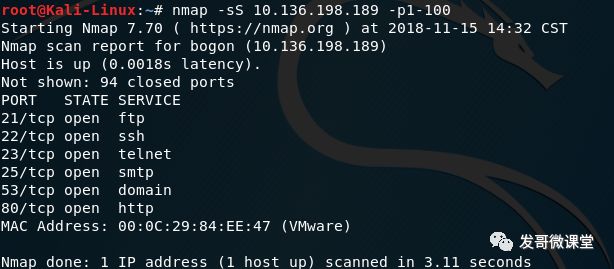 root@Kali-Linux:~# nmap -sS 10.136.198.189 -p1-100
Starting Nmap 7.70 ( https://nmap.org ) at 2018-11-15 14:32 CST
Nmap scan report for bogon (10.136.198.189)
Host is up (0.0018s latency).
Not shown: 94 closed ports
PORT   STATE SERVICE
21/tcp open  ftp
22/tcp open  ssh
23/tcp open  telnet
25/tcp open  smtp
53/tcp open  domain
80/tcp open  http
MAC Address: 00:0C:29:84:EE:47 (VMware)
发哥微课堂
Nmap done: 1 IP address (1 host up) scanned in 3.11 seconds